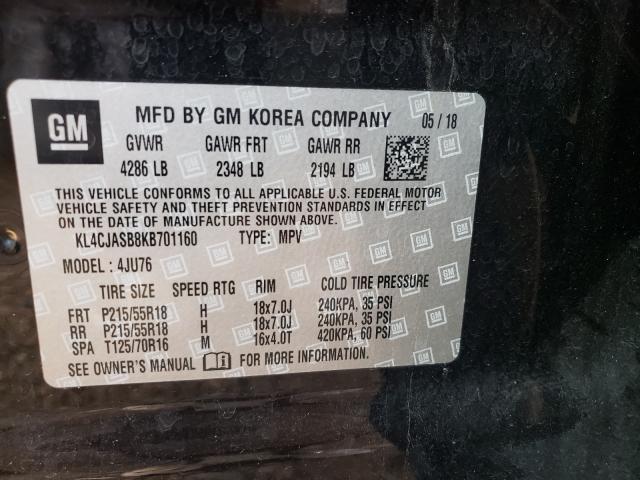 GM MFD BY GM KOREA COMPANY 05 / 18
GVWR GAWR FRT GAWR RR
4286 LB 2348 LB 2194 LB
THIS VEHICLE CONFORMS TO ALL APPLICABLE U.S. FEDERAL MOTOR
VEHICLE SAFETY AND THEFT PREVENTION STANDARDS IN EFFECT
ON THE DATE OF MANUFACTURE SHOWN ABOVE.
KL4CJASB8KB701160 TYPE: MPV
MODEL : 4JU76
TIRE SIZE SPEED RTG RIM COLD TIRE PRESSURE
FRT P215/55R18 H 18x7.0J 240KPA, 35 PSI
RR P215/55R18 H 18x7.0J 240KPA, 35 PSI
SPA T125/70R16 M 16x4.0T 420KPA, 60 PSI
SEE OWNER'S MANUAL FOR MORE INFORMATION.